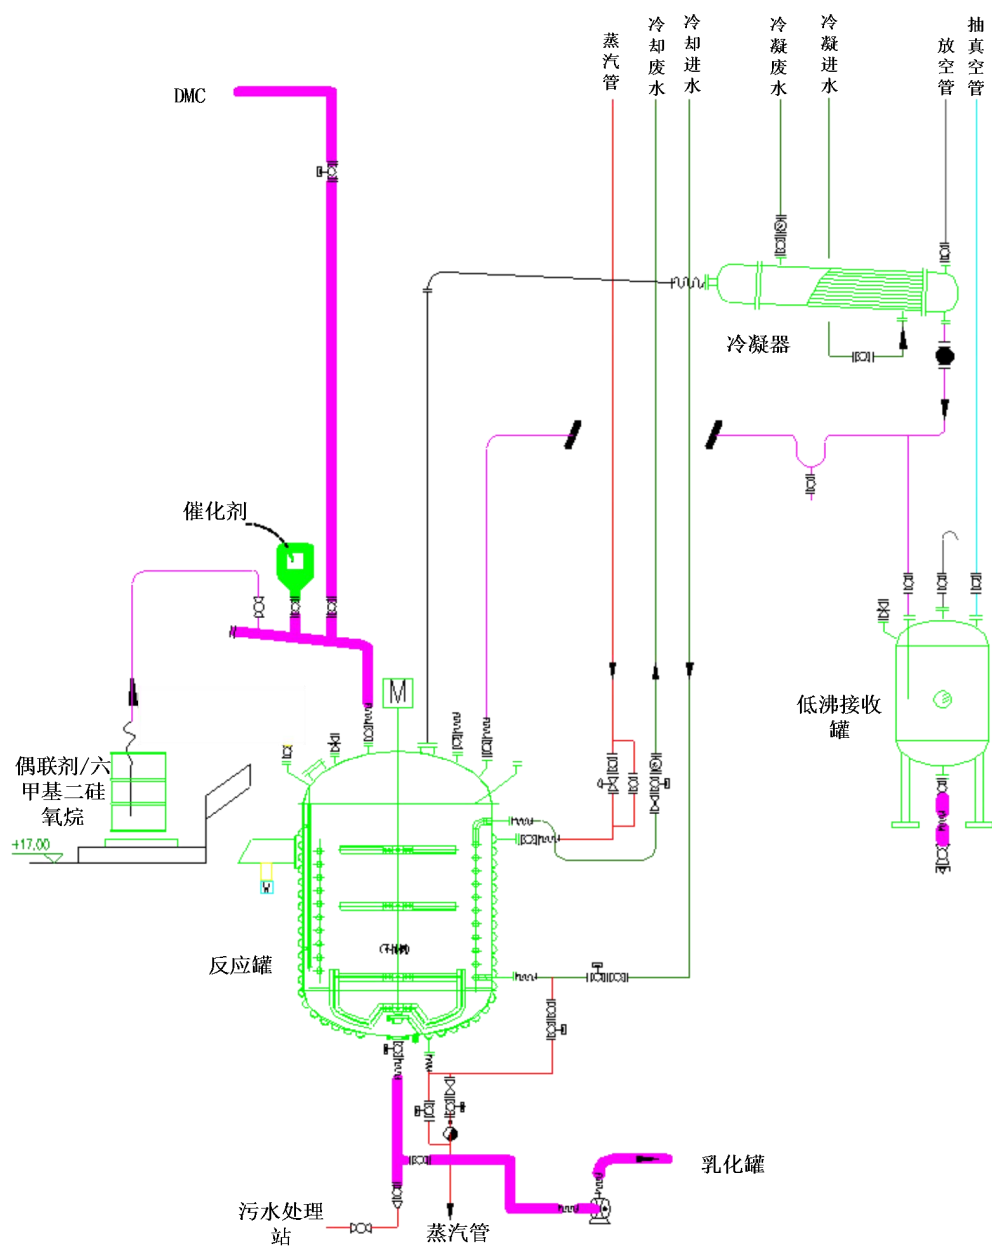 DMC
蒸汽管
冷却废水
冷却进水
冷凝废水
冷凝进水
放空管
抽真空管
冷凝器
催化剂
M
偶联剂/六
甲基二硅
氧烷
+17.00
W
低沸接收
罐
反应罐
乳化罐
污水处理
站
蒸汽管